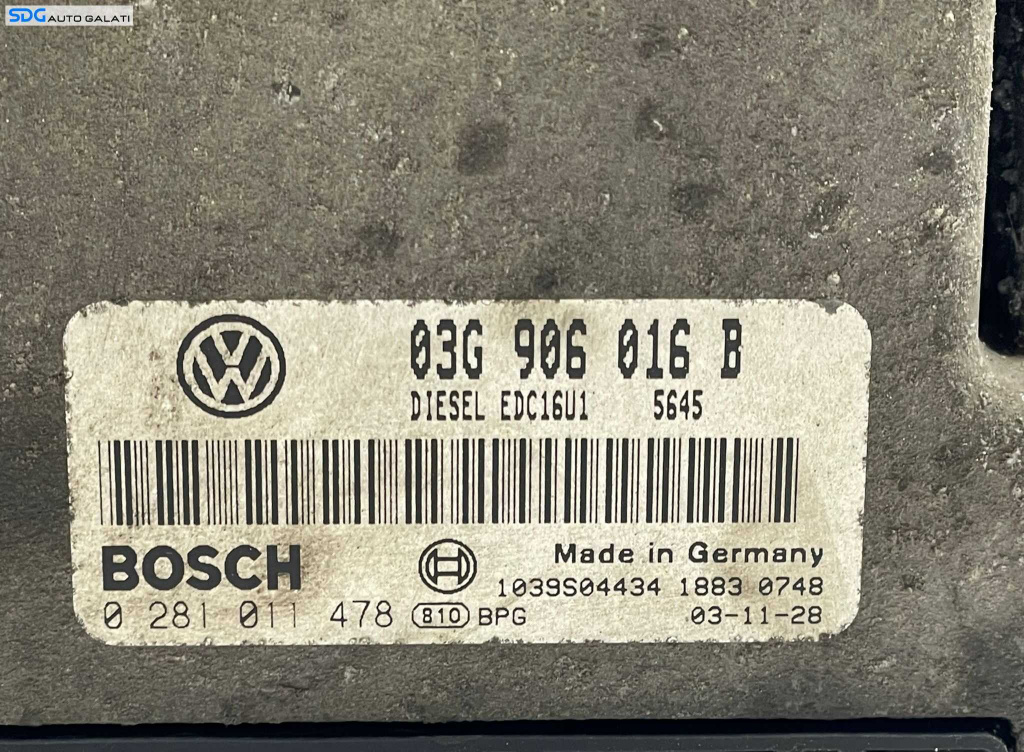 SDG AUTO GALATI
03G 906 016 B
DIESEL EDC16U1 5645
BOSCH
Made in Germany
1039S04434 1883 0748
0 281 011 478 810 BPG
03-11-28